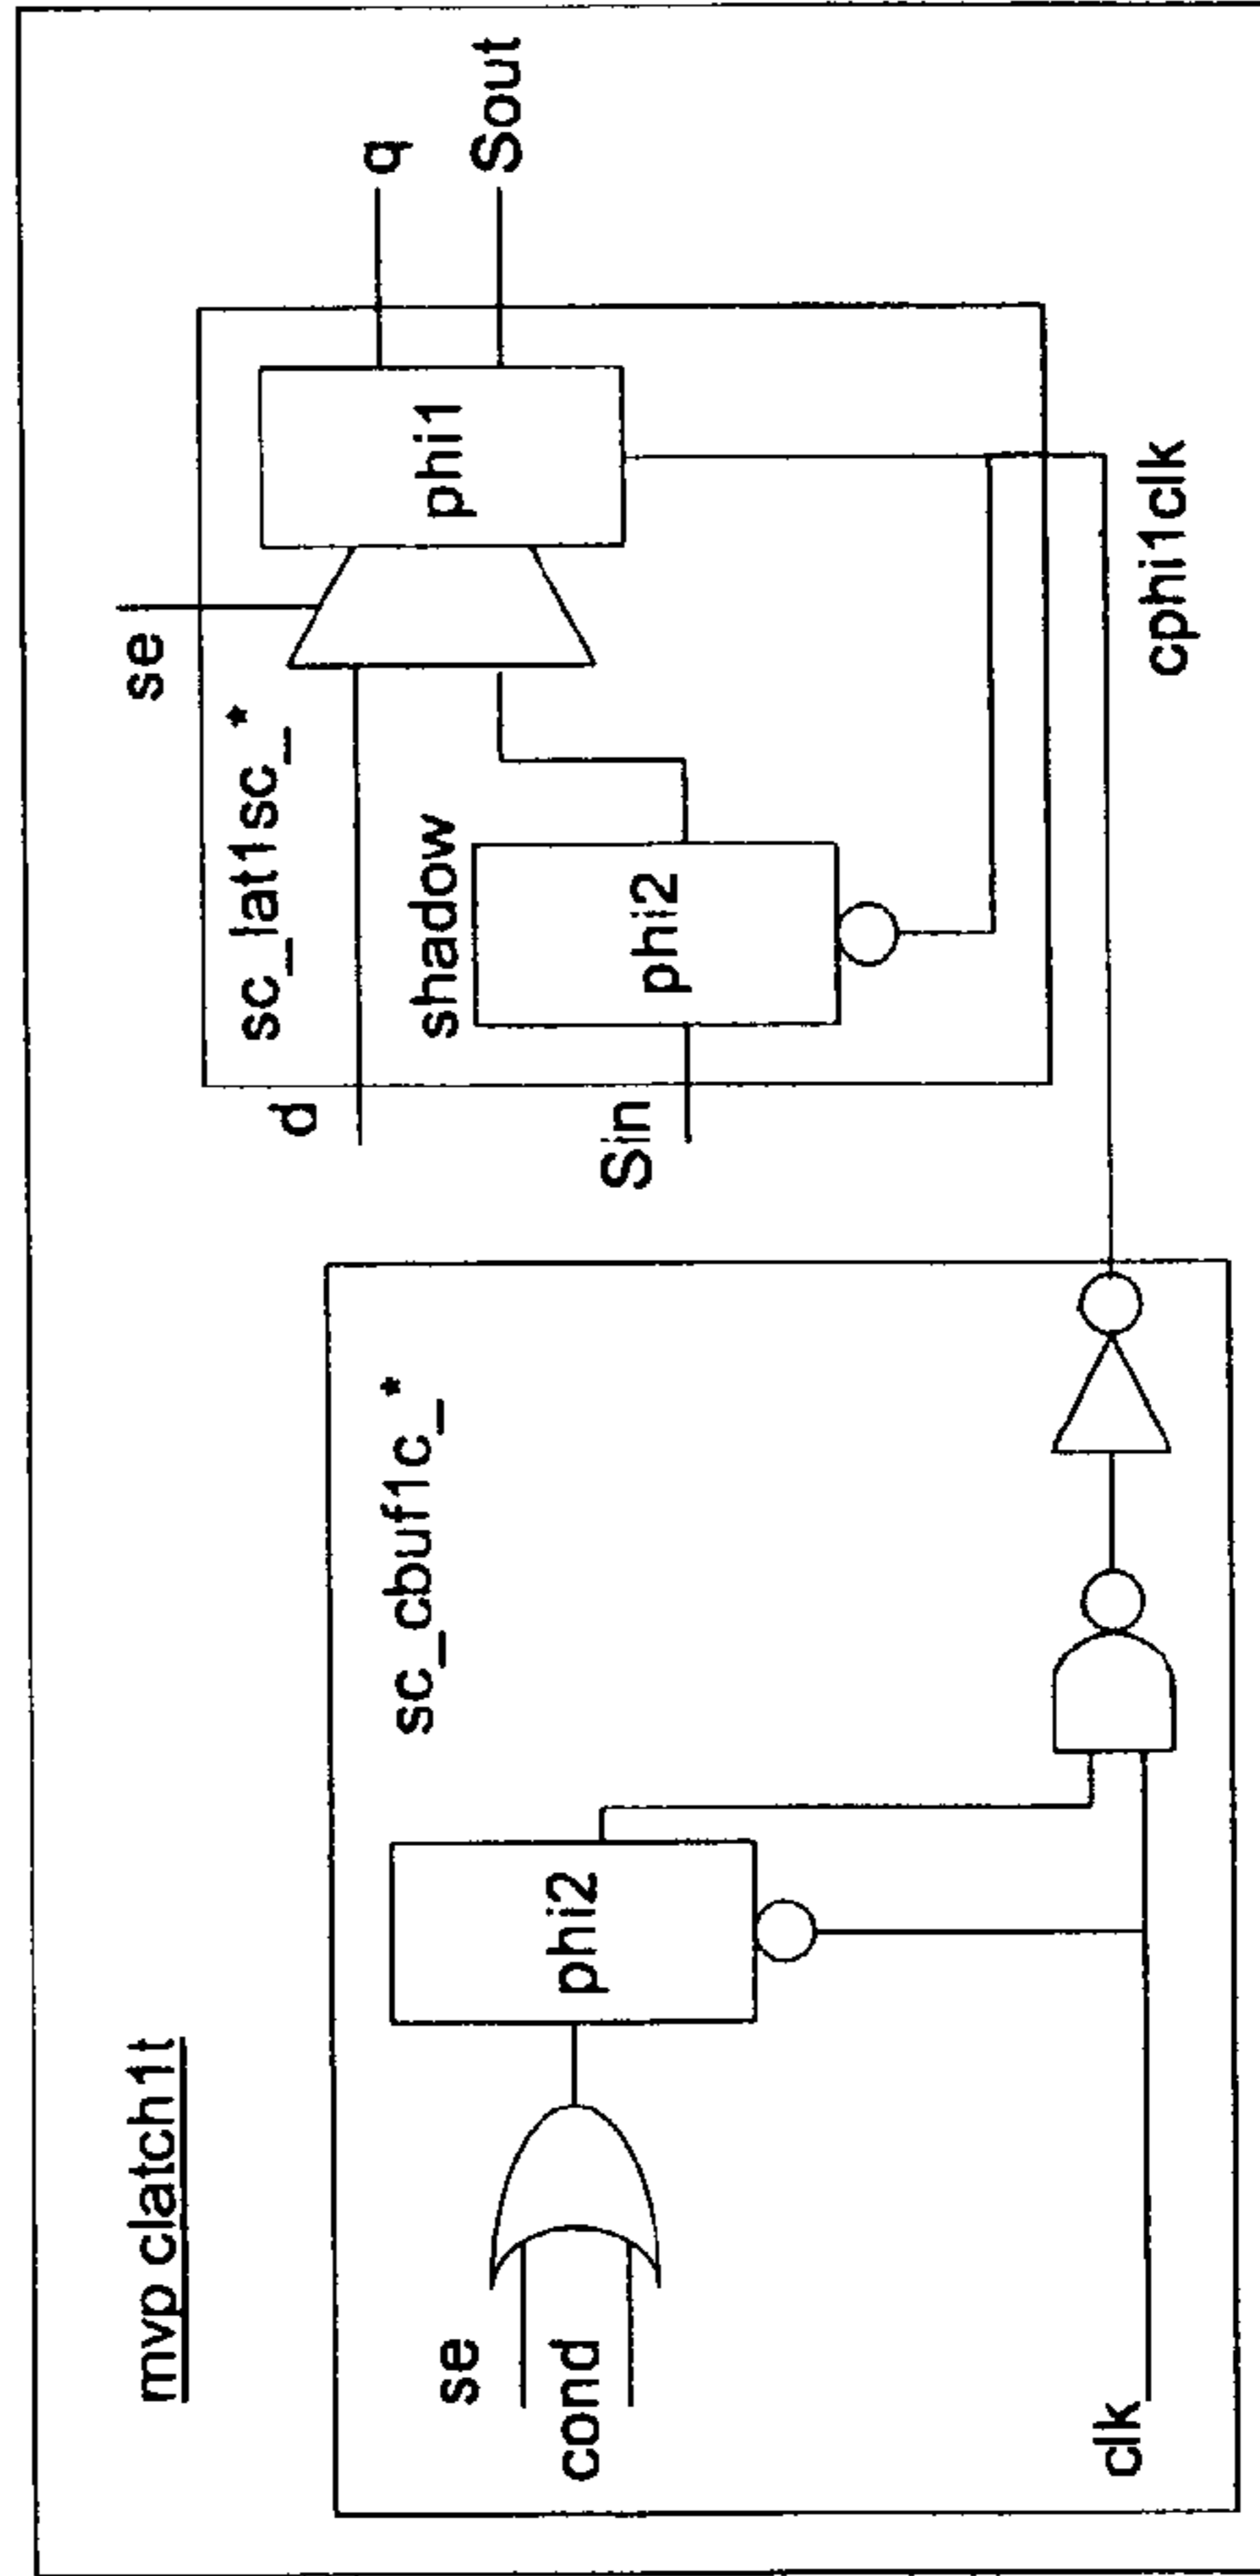 mvp clatch1t
sc_cbuf1c_*
se
cond
phi2
clk
sc_lat1sc_*
se
d
shadow
Sin
phi2
phi1
q
Sout
cphi1clk